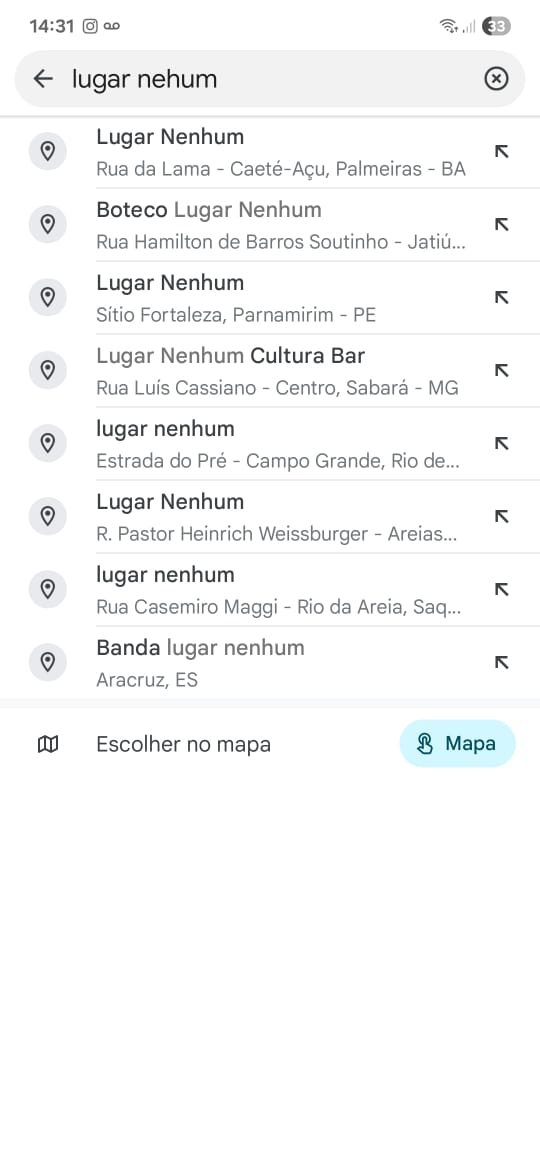 14:31
33
lugar nehum
Lugar Nenhum
Rua da Lama - Caeté-Açu, Palmeiras - BA
Boteco Lugar Nenhum
Rua Hamilton de Barros Soutinho - Jatiú...
Lugar Nenhum
Sítio Fortaleza, Parnamirim - PE
Lugar Nenhum Cultura Bar
Rua Luís Cassiano - Centro, Sabará - MG
lugar nenhum
Estrada do Pré - Campo Grande, Rio de...
Lugar Nenhum
R. Pastor Heinrich Weissburger - Areias...
lugar nenhum
Rua Casemiro Maggi - Rio da Areia, Saq...
Banda lugar nenhum
Aracruz, ES
Escolher no mapa
Mapa